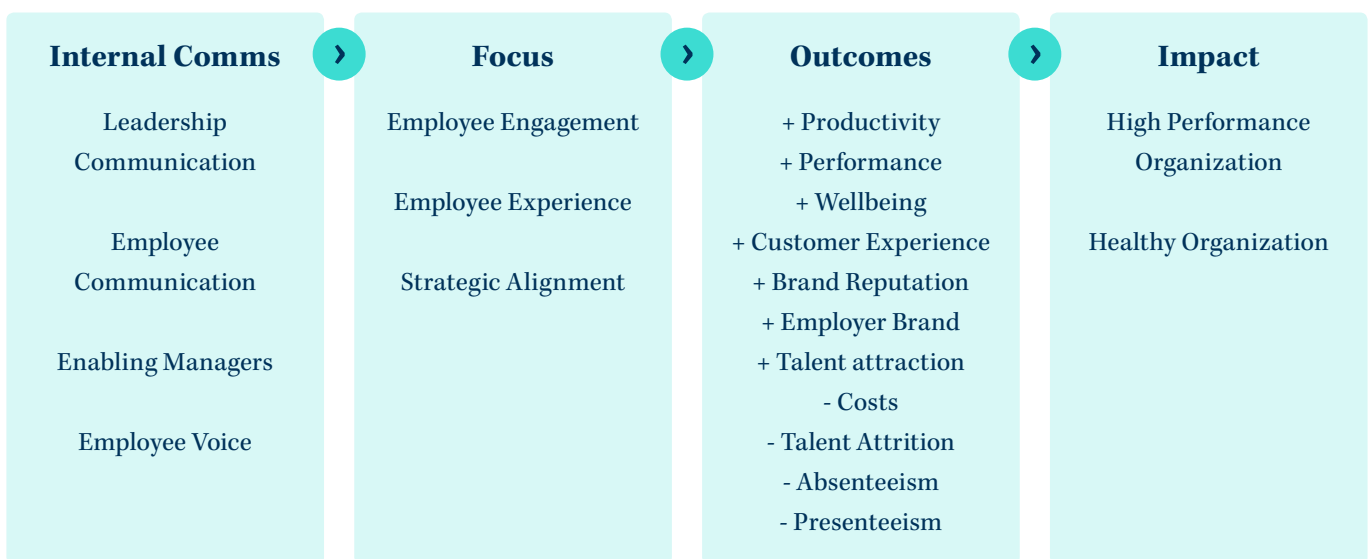 Internal Comms
Leadership
Communication
Employee
Communication
Enabling Managers
Employee Voice
Focus
Employee Engagement
Employee Experience
Strategic Alignment
Outcomes
+ Productivity
+ Performance
+ Wellbeing
+ Customer Experience
+ Brand Reputation
+ Employer Brand
+ Talent attraction
- Costs
- Talent Attrition
- Absenteeism
- Presenteeism
Impact
High Performance
Organization
Healthy Organization